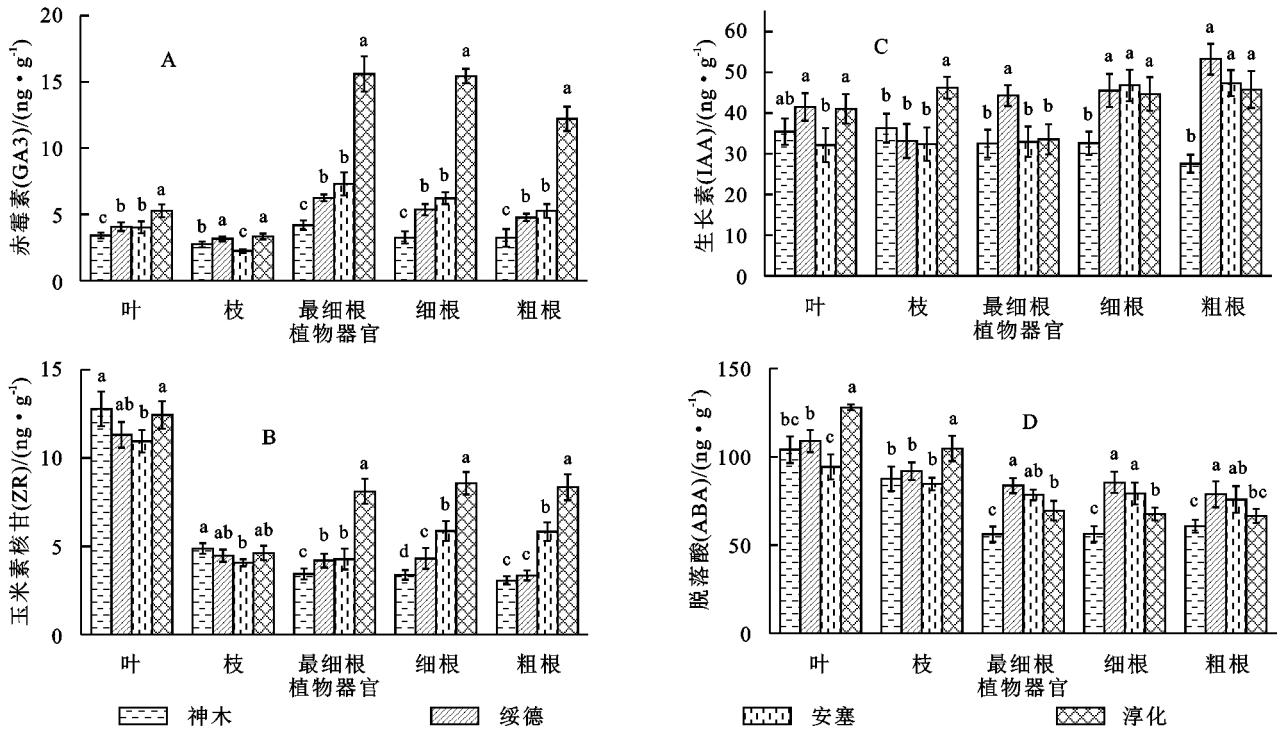 赤霉素(GA3)/(ng·g⁻¹)
20
15
10
5
0
A
c b b a
b a c a
c b b a
c b b a
c b b a
叶 枝 最细根 细根 粗根
植物器官
生长素(IAA)/(ng·g⁻¹)
60
50
40
30
20
10
0
C
ab a b a
b b b a
b a b b
b a a a
b a a a
叶 枝 最细根 细根 粗根
植物器官
玉米素核甘(ZR)/(ng·g⁻¹)
15
10
5
0
B
a ab b a
a ab b ab
c b b a
d c b a
c c b a
叶 枝 最细根 细根 粗根
植物器官
脱落酸(ABA)/(ng·g⁻¹)
150
100
50
0
D
bc b c a
b b b a
c a ab b
c a a b
c a ab bc
叶 枝 最细根 细根 粗根
植物器官
神木 绥德 安塞 淳化